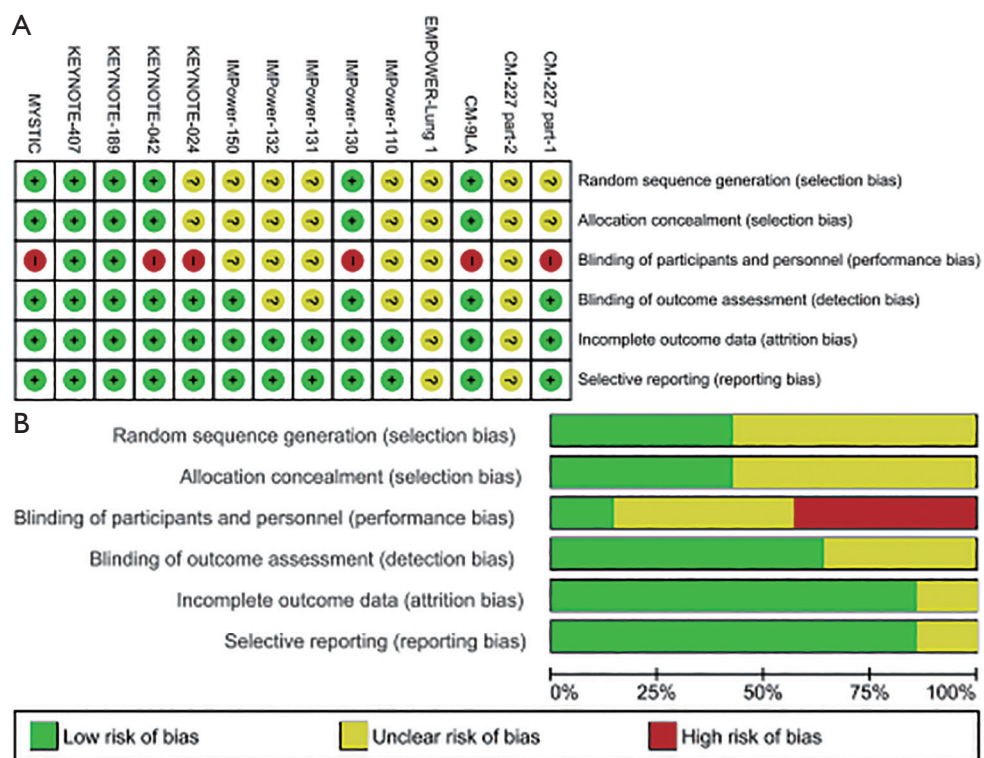 A
MYSTIC
KEYNOTE-407
KEYNOTE-189
KEYNOTE-042
KEYNOTE-024
IMPower-150
IMPower-132
IMPower-131
IMPower-130
IMPower-110
EMPOWER-Lung 1
CM-9LA
CM-227 part-2
CM-227 part-1
+ + + + ? ? ? ? + ? ? + ? ? Random sequence generation (selection bias)
+ + + + ? ? ? ? + ? ? + ? ? Allocation concealment (selection bias)
− + + − − ? ? ? − ? ? − ? − Blinding of participants and personnel (performance bias)
+ + + + + + ? ? + ? ? + ? + Blinding of outcome assessment (detection bias)
+ + + + + + + + + + ? + ? + Incomplete outcome data (attrition bias)
+ + + + + + + + + + ? + ? + Selective reporting (reporting bias)
B
Random sequence generation (selection bias)
Allocation concealment (selection bias)
Blinding of participants and personnel (performance bias)
Blinding of outcome assessment (detection bias)
Incomplete outcome data (attrition bias)
Selective reporting (reporting bias)
0% 25% 50% 75% 100%
Low risk of bias Unclear risk of bias High risk of bias